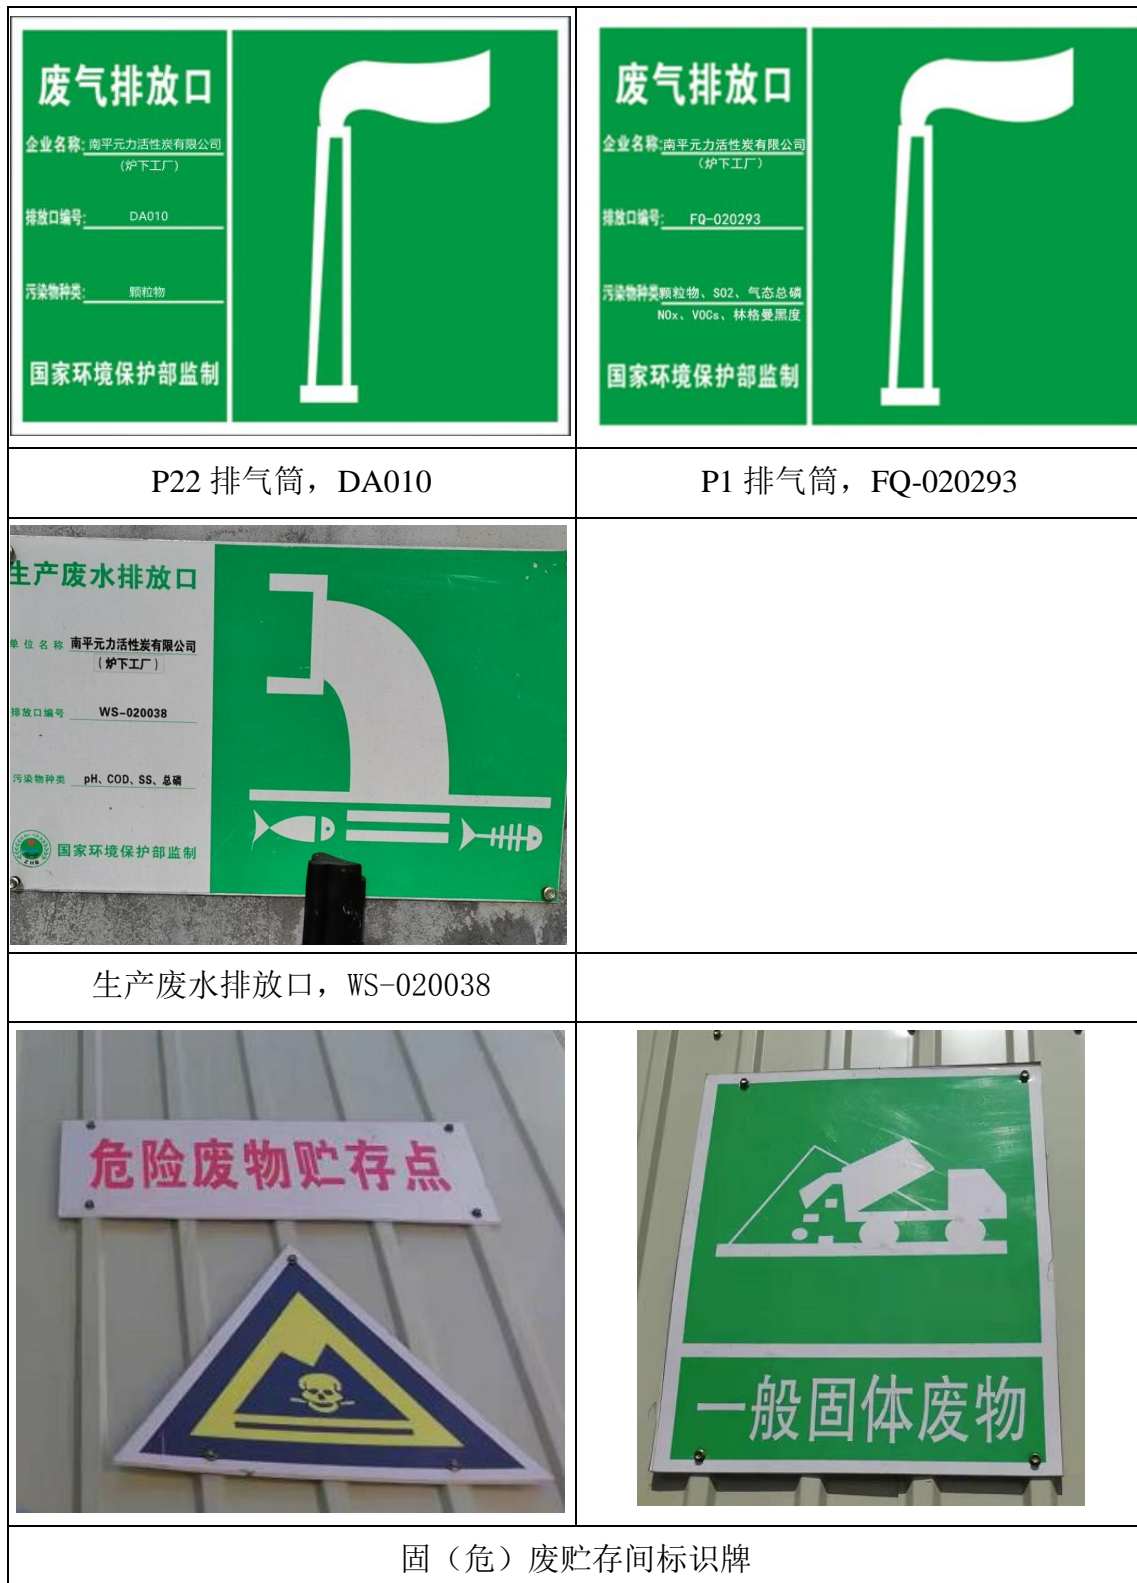 废气排放口
企业名称: 南平元力活性炭有限公司
(炉下工厂)
排放口编号: DA010
污染物种类: 颗粒物
国家环境保护部监制
废气排放口
企业名称: 南平元力活性炭有限公司
(炉下工厂)
排放口编号: FQ-020293
污染物种类 颗粒物、SO2、气态总磷
NOx、VOCs、林格曼黑度
国家环境保护部监制
P22 排气筒，DA010
P1 排气筒，FQ-020293
生产废水排放口
单位名称 南平元力活性炭有限公司
(炉下工厂)
排放口编号 WS-020038
污染物种类 pH、COD、SS、总磷
ZHB
国家环境保护部监制
生产废水排放口，WS-020038
危险废物贮存点
一般固体废物
固（危）废贮存间标识牌